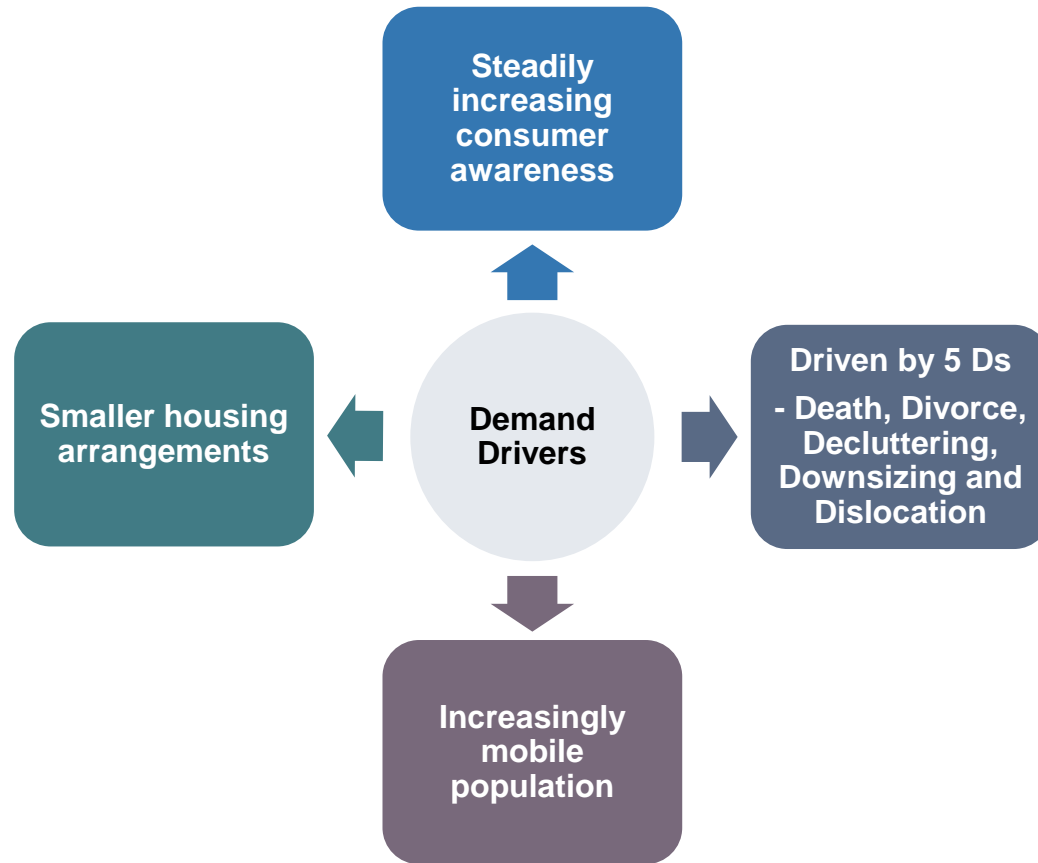 Steadily
increasing
consumer
awareness
Smaller housing
arrangements
Demand
Drivers
Driven by 5 Ds
- Death, Divorce,
Decluttering,
Downsizing and
Dislocation
Increasingly
mobile
population